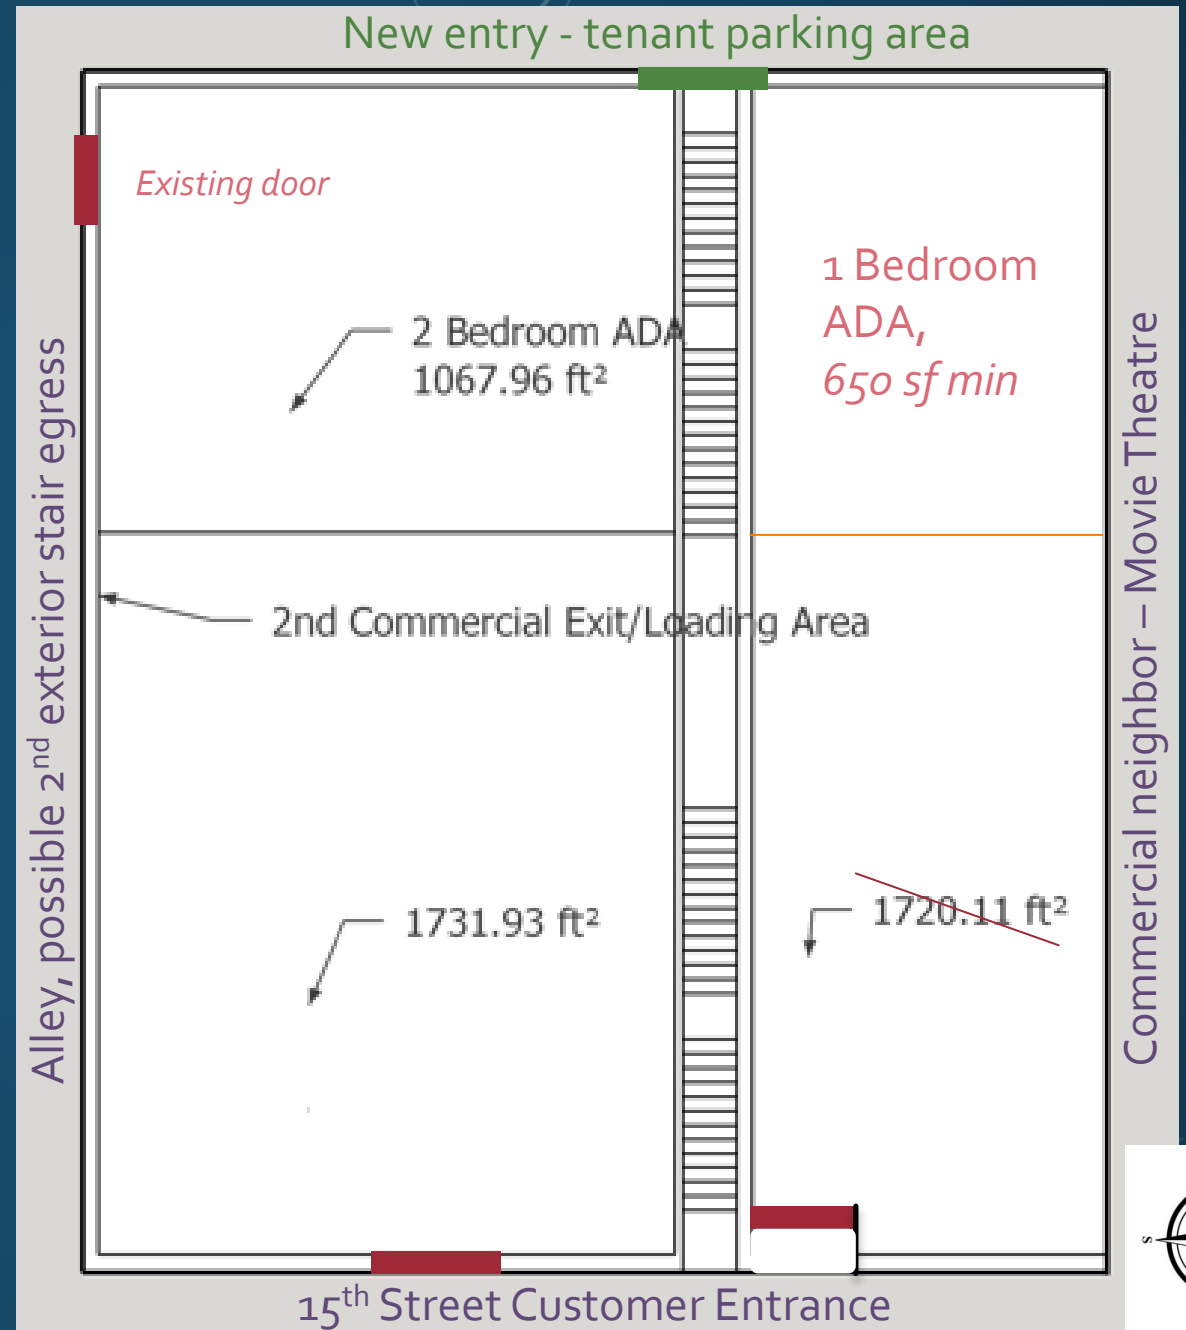 New entry - tenant parking area
Existing door
1 Bedroom
ADA,
650 sf min
2 Bedroom ADA
1067.96 ft²
Alley, possible 2nd exterior stair egress
Commercial neighbor – Movie Theatre
2nd Commercial Exit/Loading Area
1731.93 ft²
1720.11 ft²
S
15th Street Customer Entrance